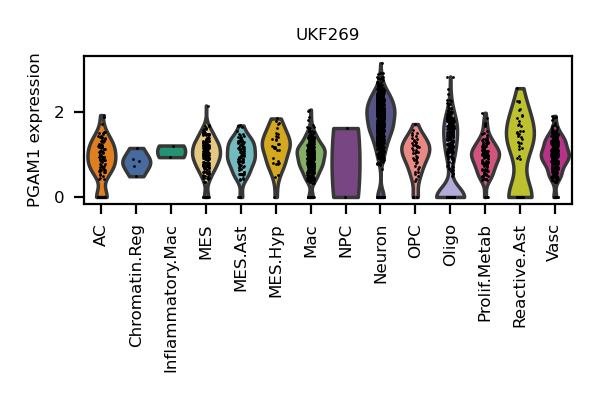 UKF269
PGAM1 expression
2
0
AC
Chromatin.Reg
Inflammatory.Mac
MES
MES.Ast
MES.Hyp
Mac
NPC
Neuron
OPC
Oligo
Prolif.Metab
Reactive.Ast
Vasc